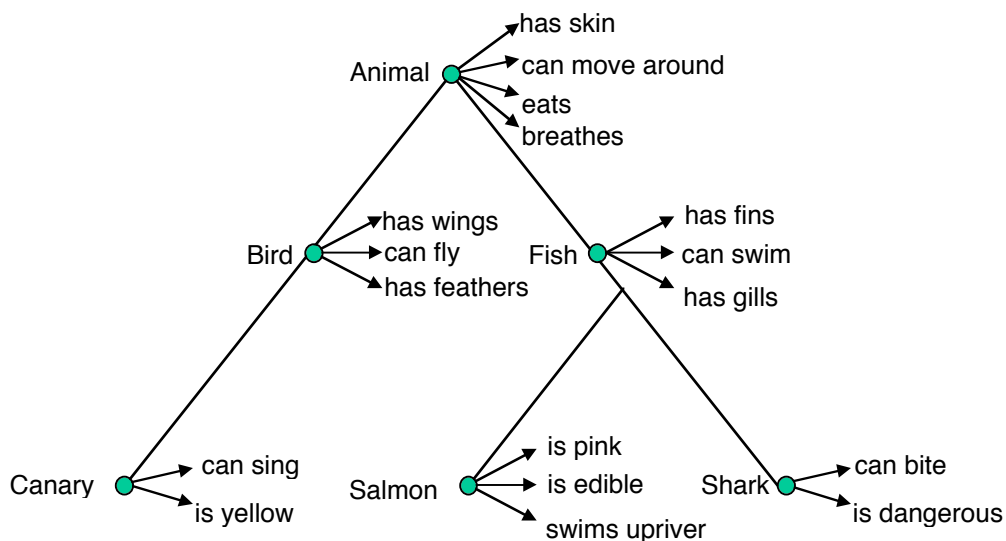 has skin
Animal
can move around
eats
breathes
Bird
has wings
can fly
has feathers
Fish
has fins
can swim
has gills
Canary
can sing
is yellow
Salmon
is pink
is edible
swims upriver
Shark
can bite
is dangerous